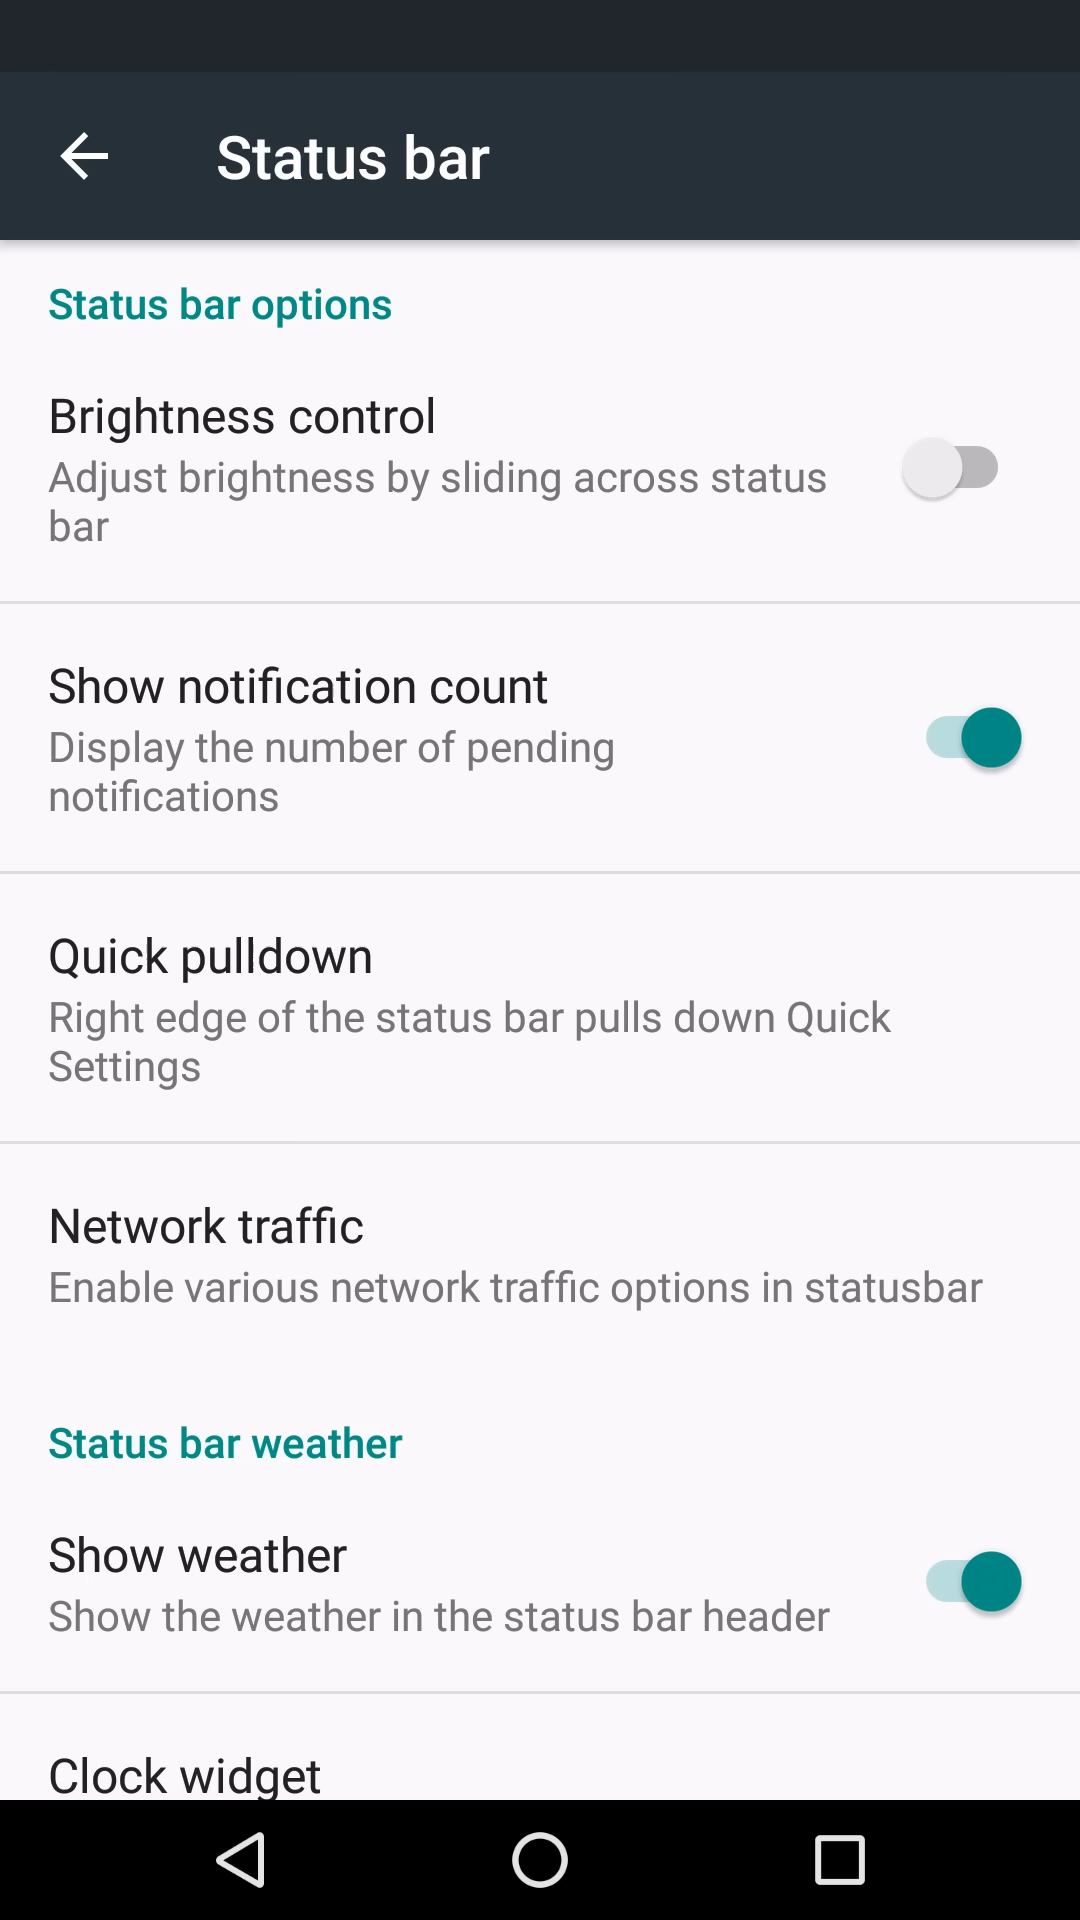 Status bar
Status bar options
Brightness control
Adjust brightness by sliding across status
bar
Show notification count
Display the number of pending
notifications
Quick pulldown
Right edge of the status bar pulls down Quick
Settings
Network traffic
Enable various network traffic options in statusbar
Status bar weather
Show weather
Show the weather in the status bar header
Clock widget